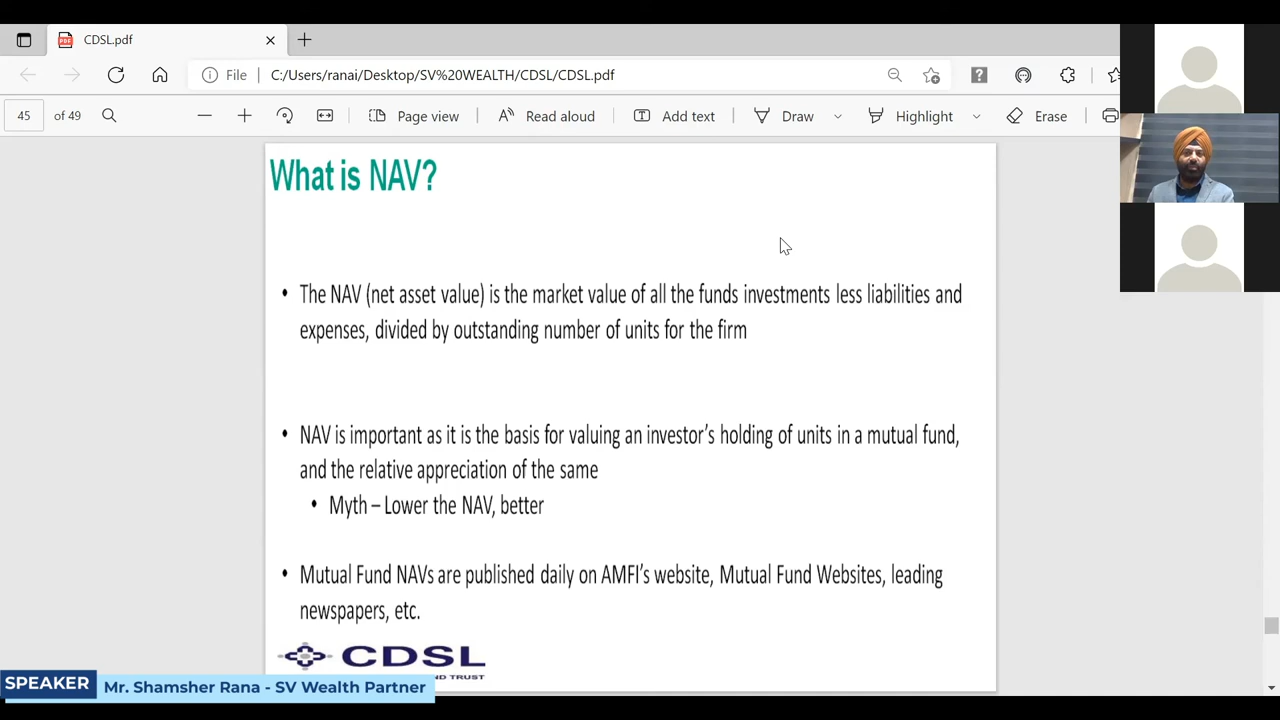 CDSL.pdf
File
C:/Users/ranai/Desktop/SV%20WEALTH/CDSL/CDSL.pdf
45
of 49
Page view
Read aloud
Add text
Draw
Highlight
Erase
What is NAV?
• The NAV (net asset value) is the market value of all the funds investments less liabilities and
expenses, divided by outstanding number of units for the firm
• NAV is important as it is the basis for valuing an investor's holding of units in a mutual fund,
and the relative appreciation of the same
• Myth – Lower the NAV, better
• Mutual Fund NAVs are published daily on AMFI's website, Mutual Fund Websites, leading
newspapers, etc.
CDSL
ND TRUST
SPEAKER
Mr. Shamsher Rana - SV Wealth Partner